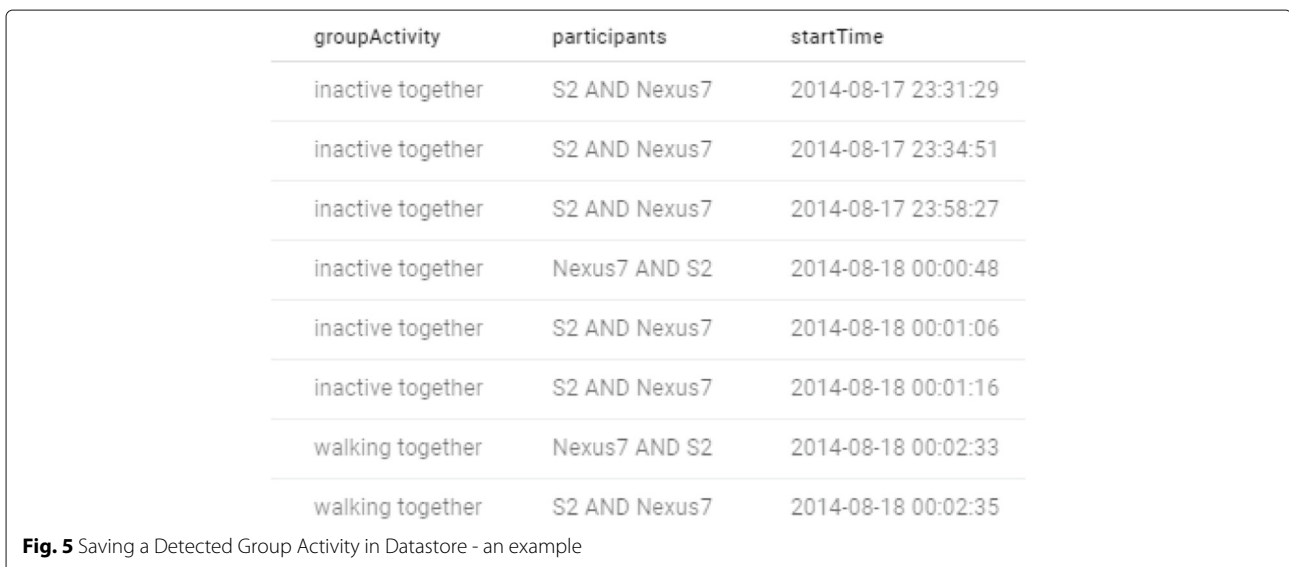 groupActivity participants startTime
inactive together S2 AND Nexus7 2014-08-17 23:31:29
inactive together S2 AND Nexus7 2014-08-17 23:34:51
inactive together S2 AND Nexus7 2014-08-17 23:58:27
inactive together Nexus7 AND S2 2014-08-18 00:00:48
inactive together S2 AND Nexus7 2014-08-18 00:01:06
inactive together S2 AND Nexus7 2014-08-18 00:01:16
walking together Nexus7 AND S2 2014-08-18 00:02:33
walking together S2 AND Nexus7 2014-08-18 00:02:35
Fig. 5 Saving a Detected Group Activity in Datastore - an example